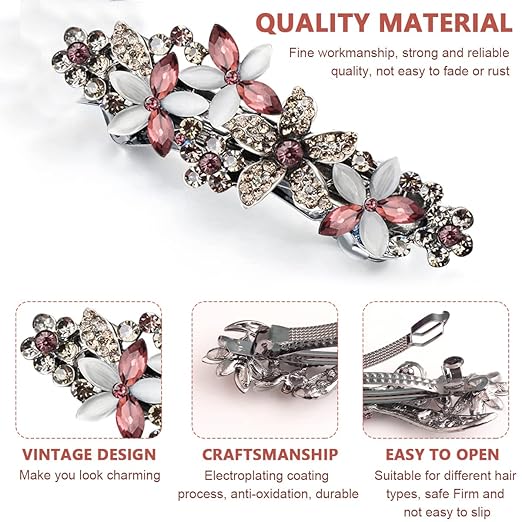 QUALITY MATERIAL
Fine workmanship, strong and reliable
quality, not easy to fade or rust
VINTAGE DESIGN
Make you look charming
CRAFTSMANSHIP
Electroplating coating
process, anti-oxidation, durable
EASY TO OPEN
Suitable for different hair
types, safe Firm and
not easy to slip